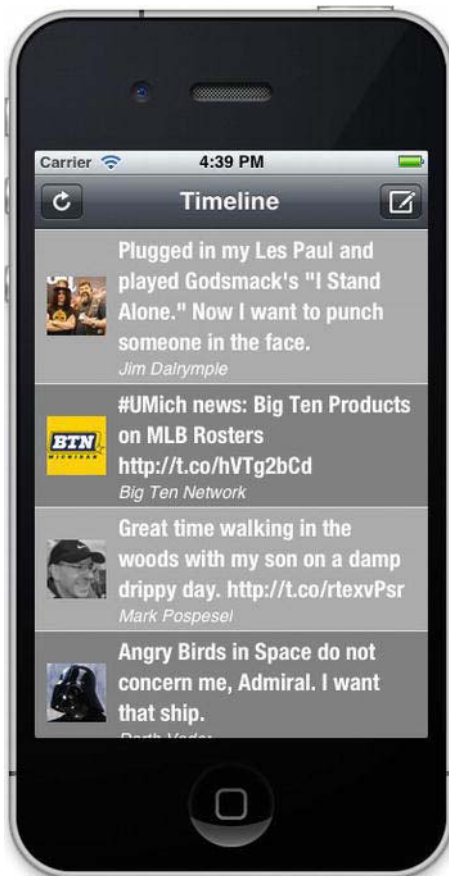 Carrier 4:39 PM
Timeline
Plugged in my Les Paul and
played Godsmack's "I Stand
Alone." Now I want to punch
someone in the face.
Jim Dalrymple
BTN
MICHIGAN
#UMich news: Big Ten Products
on MLB Rosters
http://t.co/hVTg2bCd
Big Ten Network
Great time walking in the
woods with my son on a damp
drippy day. http://t.co/rtexvPsr
Mark Pospesel
Angry Birds in Space do not
concern me, Admiral. I want
that ship.
Darth Vader